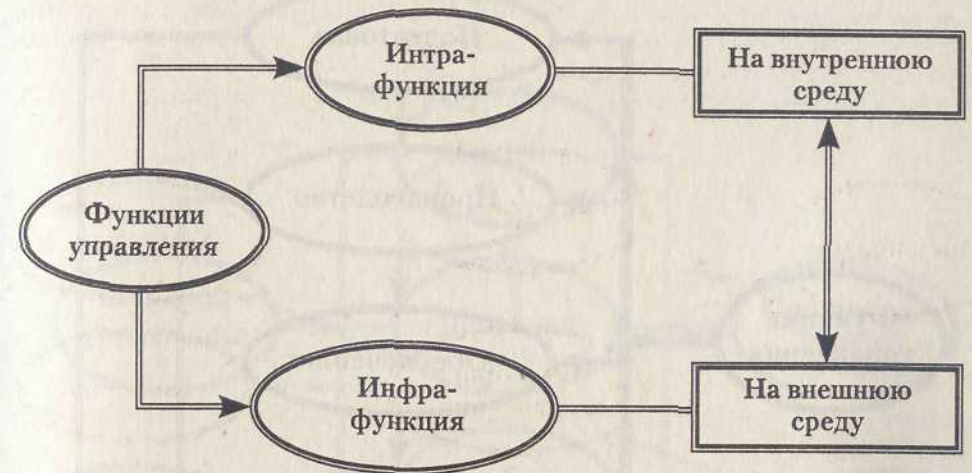 Интра-
функция
На внутреннюю
среду
Функции
управления
Инфра-
функция
На внешнюю
среду